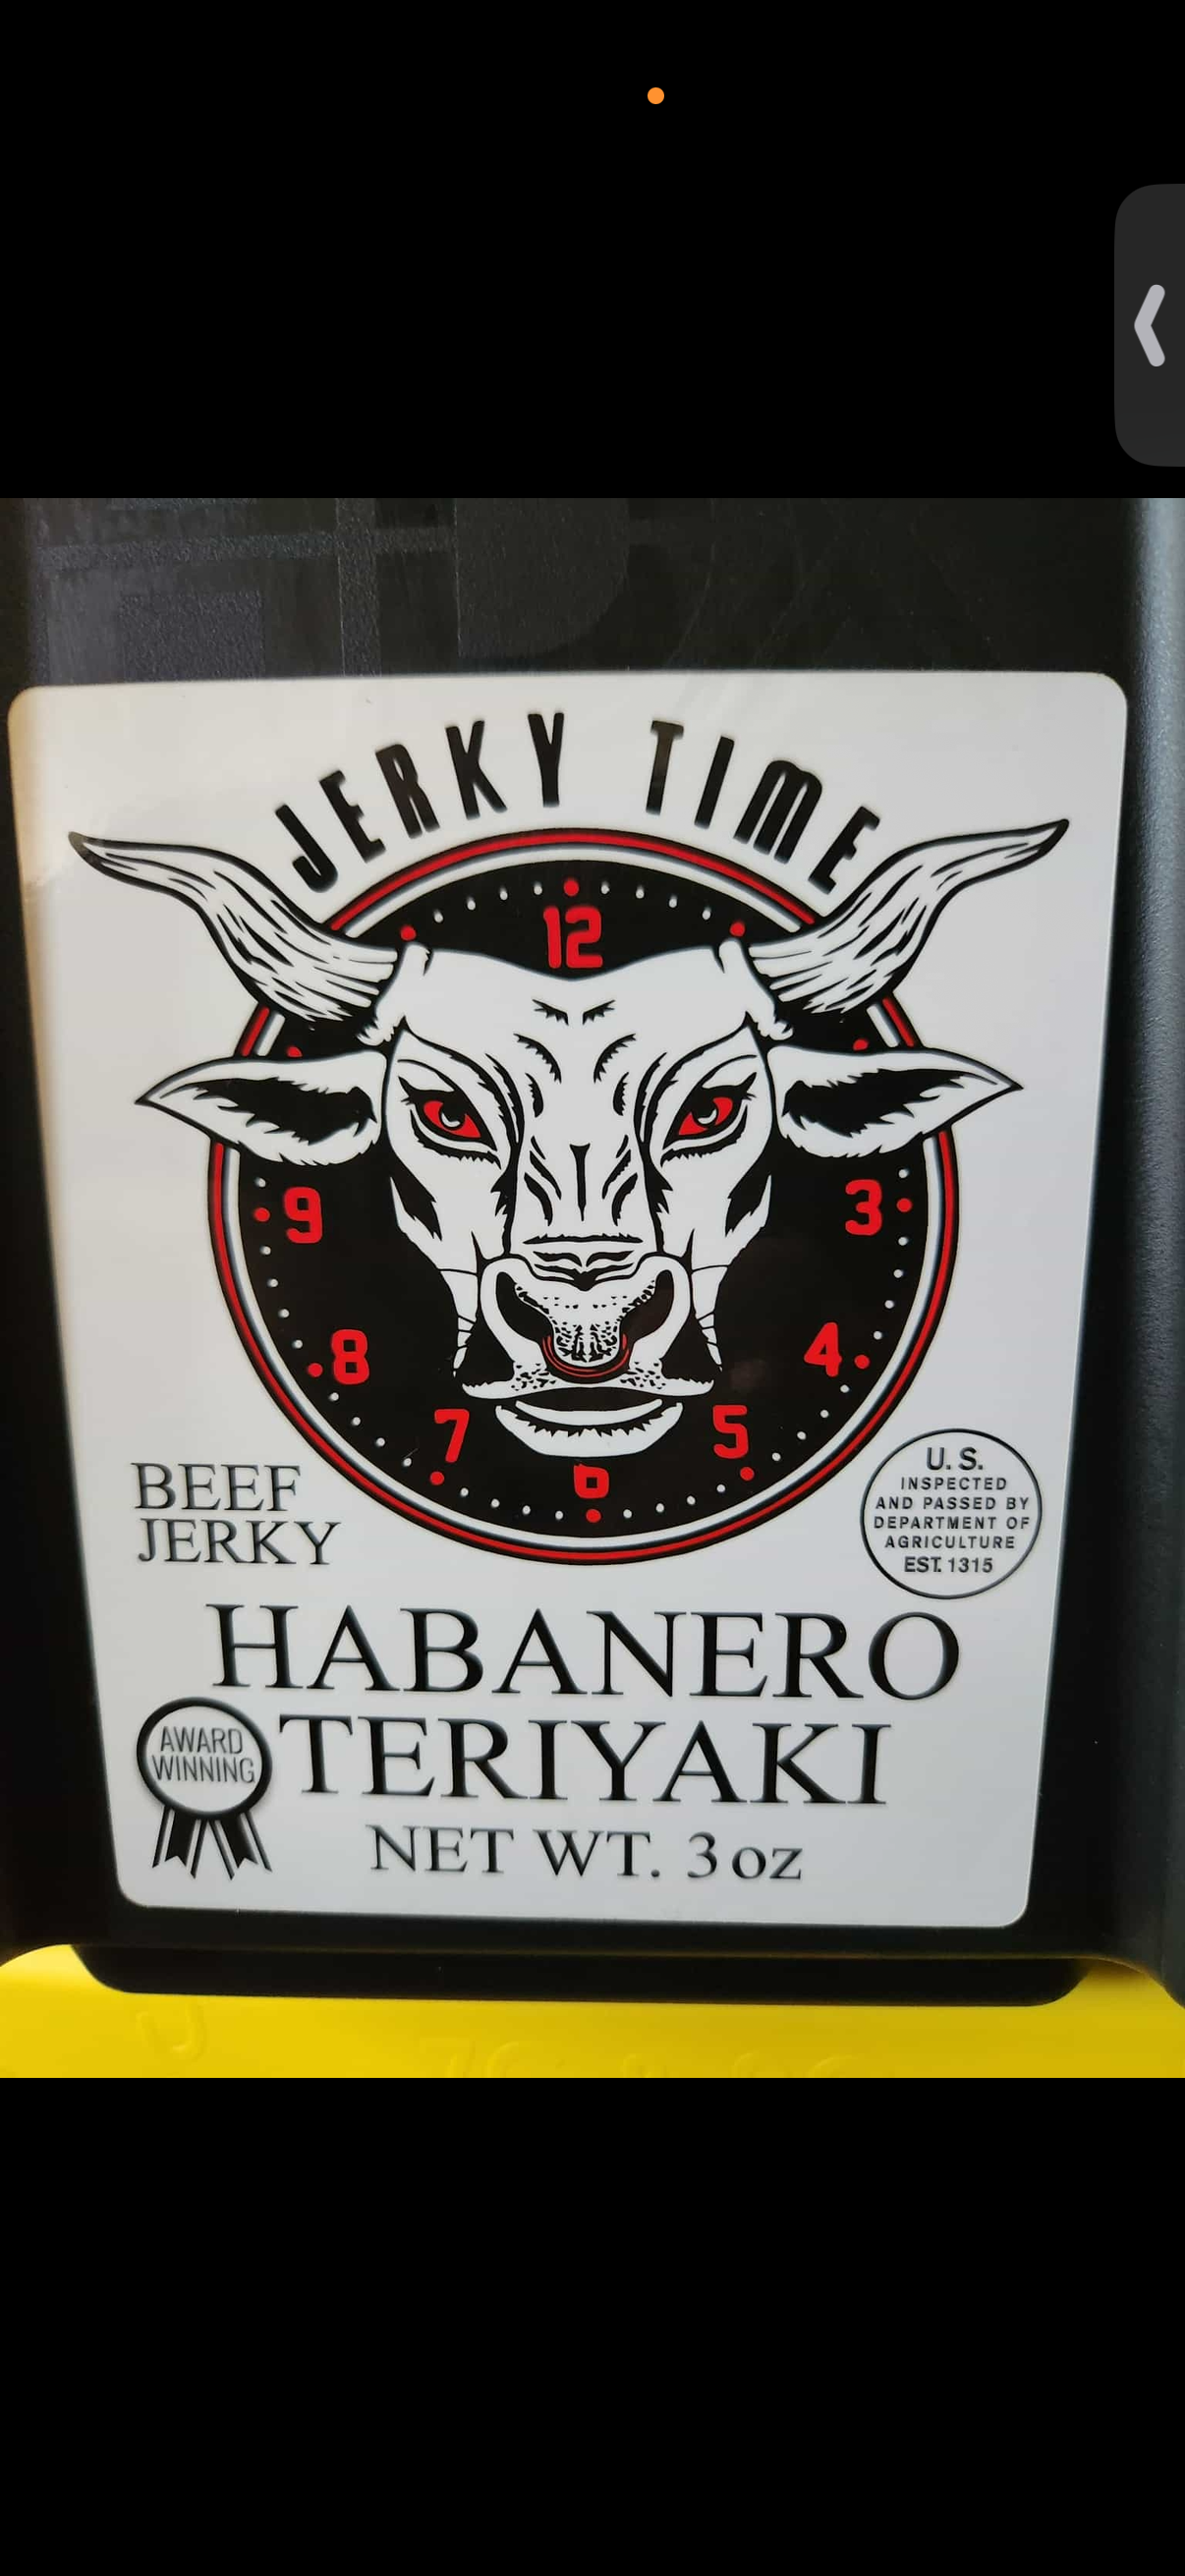 JERKY TIME
12
9
3
8
4
7
5
6
BEEF
JERKY
U.S.
INSPECTED
AND PASSED BY
DEPARTMENT OF
AGRICULTURE
EST. 1315
HABANERO
AWARD
WINNING
TERIYAKI
NET WT. 3 oz